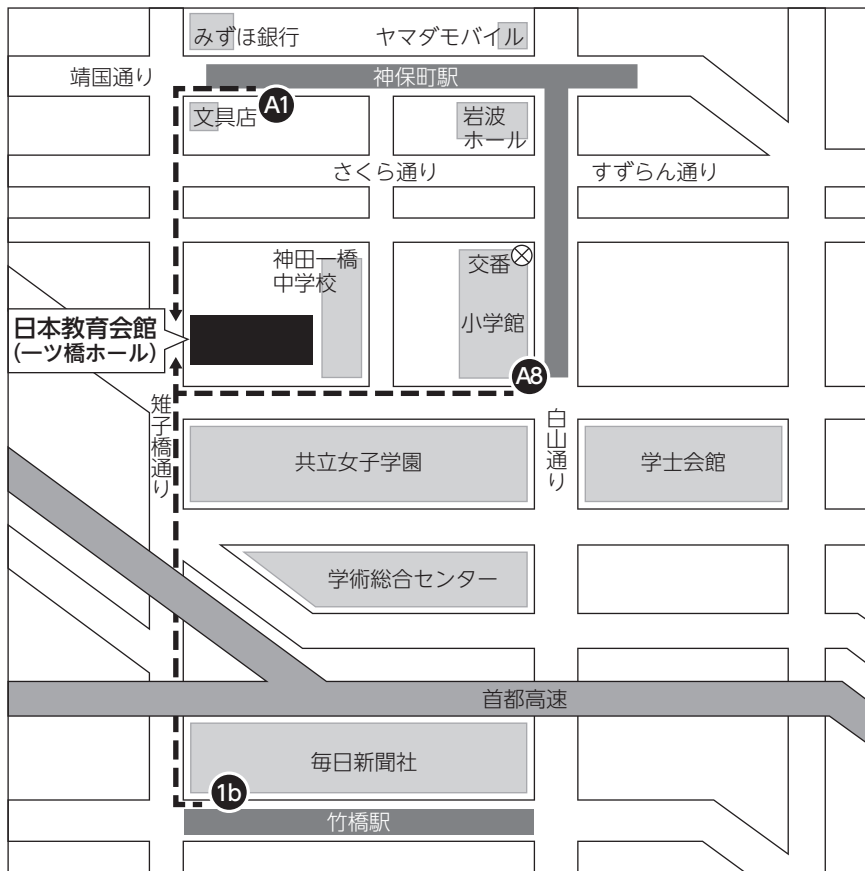 みずほ銀行
ヤマダモバイル
靖国通り
神保町駅
A1
文具店
岩波
ホール
さくら通り
すずらん通り
神田一橋
中学校
交番
小学館
日本教育会館
(一ツ橋ホール)
A8
雉子橋通り
白山通り
共立女子学園
学士会館
学術総合センター
首都高速
毎日新聞社
1b
竹橋駅